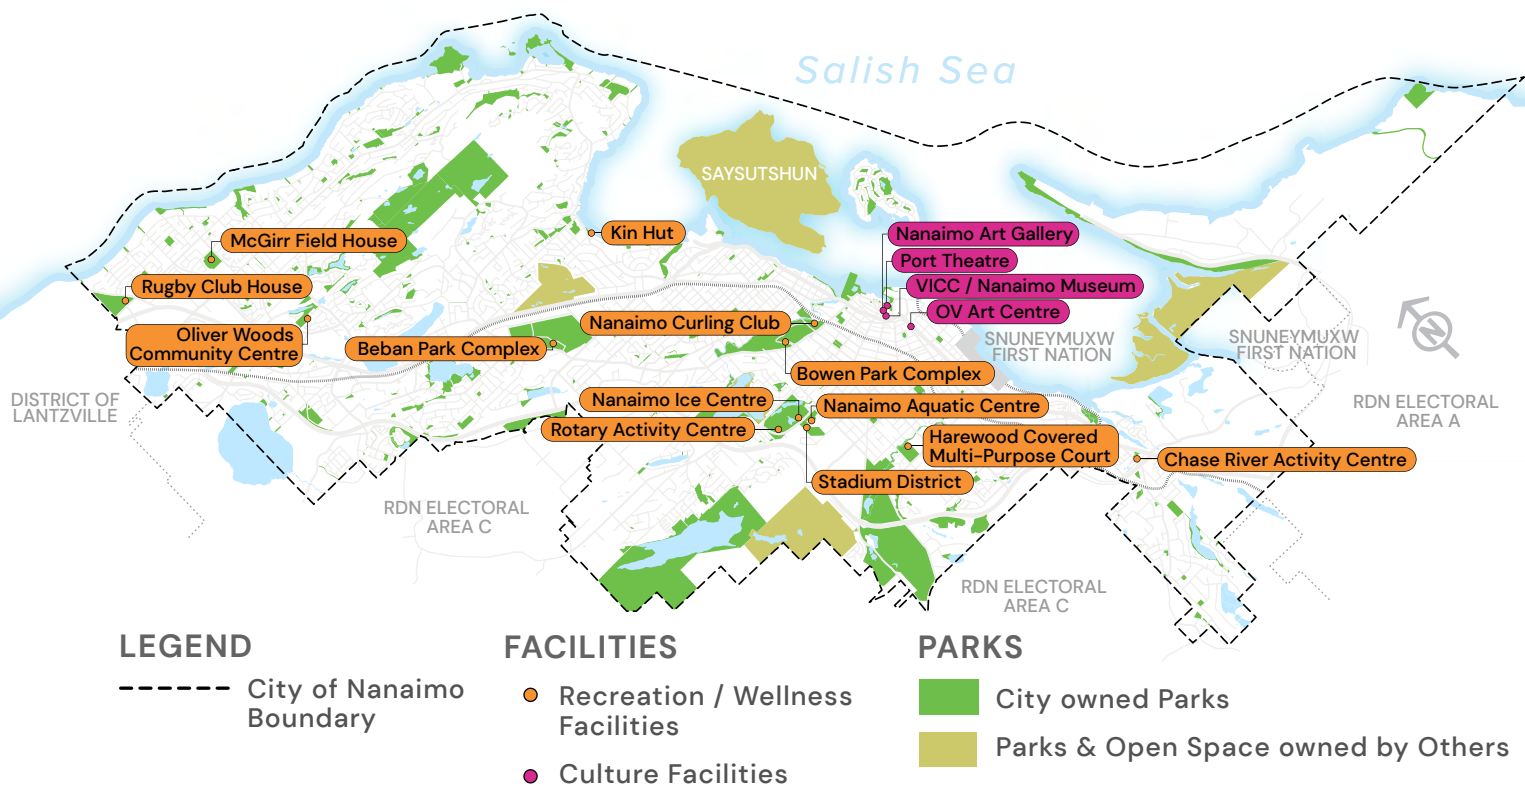 Salish Sea
SAYSUTSHUN
Kin Hut
McGirr Field House
Nanaimo Art Gallery
Port Theatre
Rugby Club House
VICC / Nanaimo Museum
OV Art Centre
Nanaimo Curling Club
Oliver Woods
Community Centre
Beban Park Complex
SNUNEYMUXW
FIRST NATION
SNUNEYMUXW
FIRST NATION
N
Bowen Park Complex
DISTRICT OF
LANTZVILLE
Nanaimo Ice Centre
Nanaimo Aquatic Centre
RDN ELECTORAL
AREA A
Rotary Activity Centre
Harewood Covered
Multi-Purpose Court
Chase River Activity Centre
Stadium District
RDN ELECTORAL
AREA C
RDN ELECTORAL
AREA C
LEGEND
City of Nanaimo
Boundary
FACILITIES
Recreation / Wellness
Facilities
Culture Facilities
PARKS
City owned Parks
Parks & Open Space owned by Others